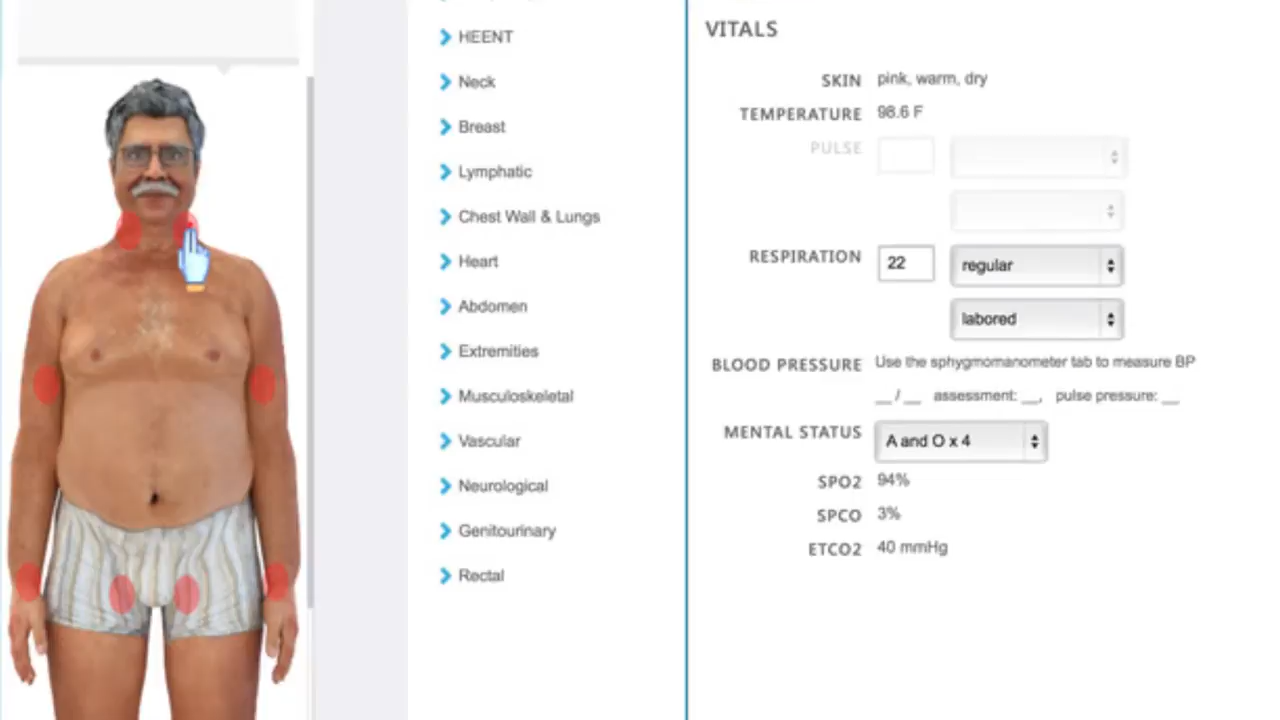 HEENT
Neck
Breast
Lymphatic
Chest Wall & Lungs
Heart
Abdomen
Extremities
Musculoskeletal
Vascular
Neurological
Genitourinary
Rectal
VITALS
SKIN pink, warm, dry
TEMPERATURE 98.6 F
PULSE
RESPIRATION 22 regular
labored
BLOOD PRESSURE Use the sphygmomanometer tab to measure BP
__ / __ assessment: __, pulse pressure: __
MENTAL STATUS A and O x 4
SPO2 94%
SPCO 3%
ETCO2 40 mmHg